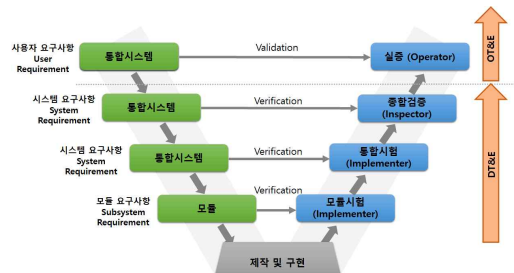 사용자 요구사항
User
Requirement
통합시스템
Validation
실증 (Operator)
OT&E
시스템 요구사항
System
Requirement
통합시스템
Verification
종합검증
(Inspector)
시스템 요구사항
System
Requirement
통합시스템
Verification
통합시험
(Implementer)
DT&E
모듈 요구사항
Subsystem
Requirement
모듈
Verification
모듈시험
(Implementer)
제작 및 구현